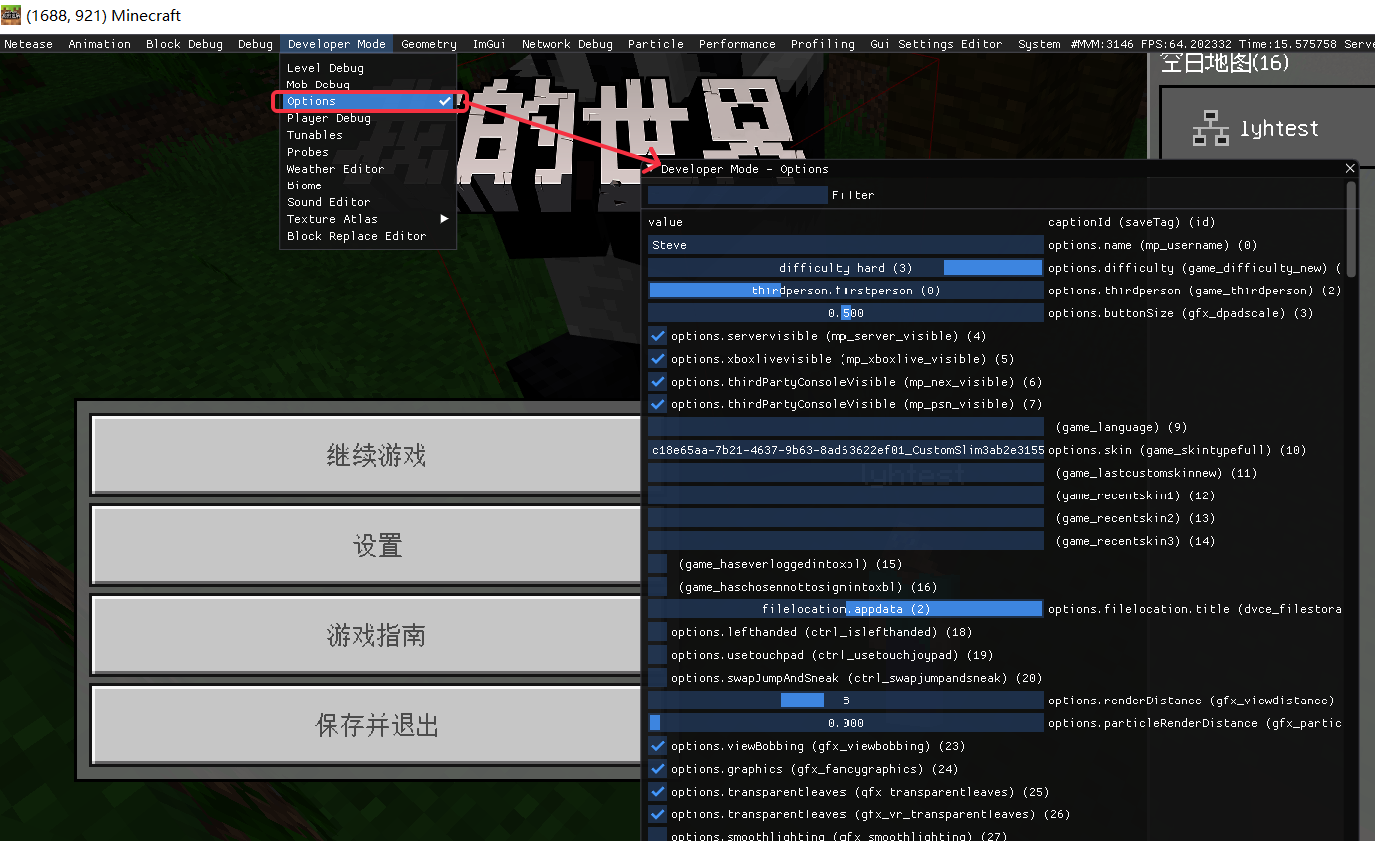 (1688, 921) Minecraft
Netease Animation Block Debug Debug Developer Mode Geometry ImGui Network Debug Particle Performance Profiling Gui Settings Editor System #MVM:3146 FPS:64.202332 Time:15.575758 Serve
Level Debug
Mob Debug
Options
Player Debug
Tunables
Probes
Weather Editor
Biome
Sound Editor
Texture Atlas
Block Replace Editor
的世界
空白地图(16)
lyhtest
Developer Mode - Options
Filter
value captionId (saveTag) (id)
Steve options.name (mp_username) (0)
difficulty hard (3) options.difficulty (game_difficulty_new) (
thirdperson.firstperson (0) options.thirdperson (game_thirdperson) (2)
0.500 options.buttonSize (gfx_dpadscale) (3)
options.servervisible (mp_server_visible) (4)
options.xboxlivevisible (mp_xboxlive_visible) (5)
options.thirdPartyConsoleVisible (mp_nex_visible) (6)
options.thirdPartyConsoleVisible (mp_psn_visible) (7)
(game_language) (9)
c18e65aa-7b21-4637-9b63-8ad63622ef01_CustomSlim3ab2e3155 options.skin (game_skintypefull) (10)
(game_lastcustomskinnew) (11)
(game_recentskin1) (12)
(game_recentskin2) (13)
(game_recentskin3) (14)
(game_haseverloggedintoxbl) (15)
(game_haschosennottosignintoxbl) (16)
filelocation.appdata (2) options.filelocation.title (dvce_filestora
options.lefthanded (ctrl_islefthanded) (18)
options.usetouchpad (ctrl_usetouchjoypad) (19)
options.swapJumpAndSneak (ctrl_swapjumpandsneak) (20)
options.renderDistance (gfx_viewdistance)
options.particleRenderDistance (gfx_partic
options.viewBobbing (gfx_viewbobbing) (23)
options.graphics (gfx_fancygraphics) (24)
options.transparentleaves (gfx_transparentleaves) (25)
options.transparentleaves (gfx_vr_transparentleaves) (26)
options.smoothlighting (gfx_smoothlighting) (27)
lyhtest
继续游戏
设置
游戏指南
保存并退出